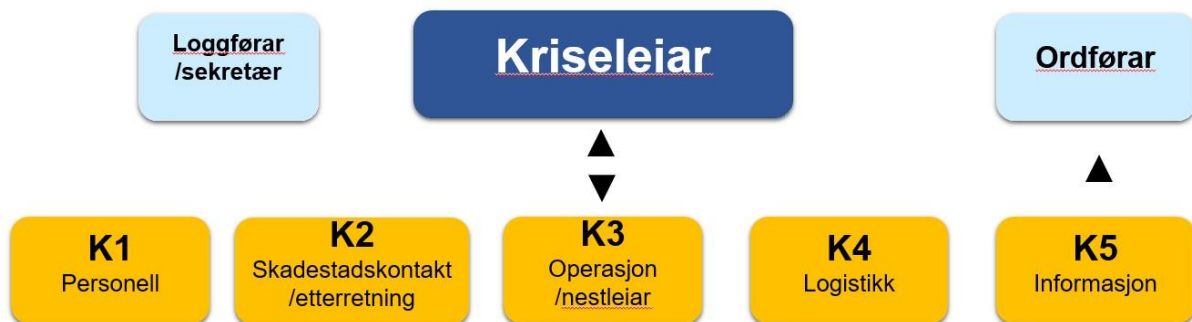 Loggførar
/sekretær
Kriseleiar
Ordførar
K1
Personell
K2
Skadestadskontakt
/etterretning
K3
Operasjon
/nestleiar
K4
Logistikk
K5
Informasjon